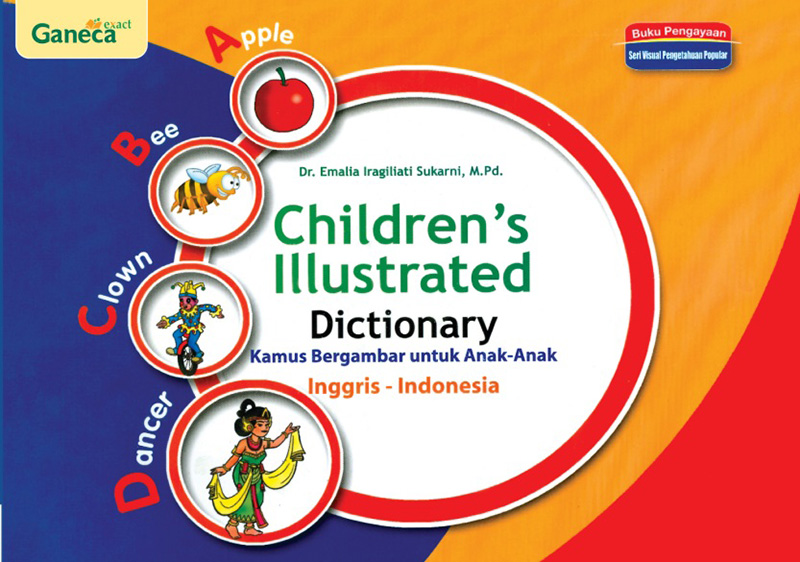 Ganeca exact
Buku Pengayaan
Seri Visual Pengetahuan Populer
Apple
Bee
Clown
Dancer
Dr. Emalia Iragiliati Sukarni, M.Pd.
Children's
Illustrated
Dictionary
Kamus Bergambar untuk Anak-Anak
Inggris - Indonesia